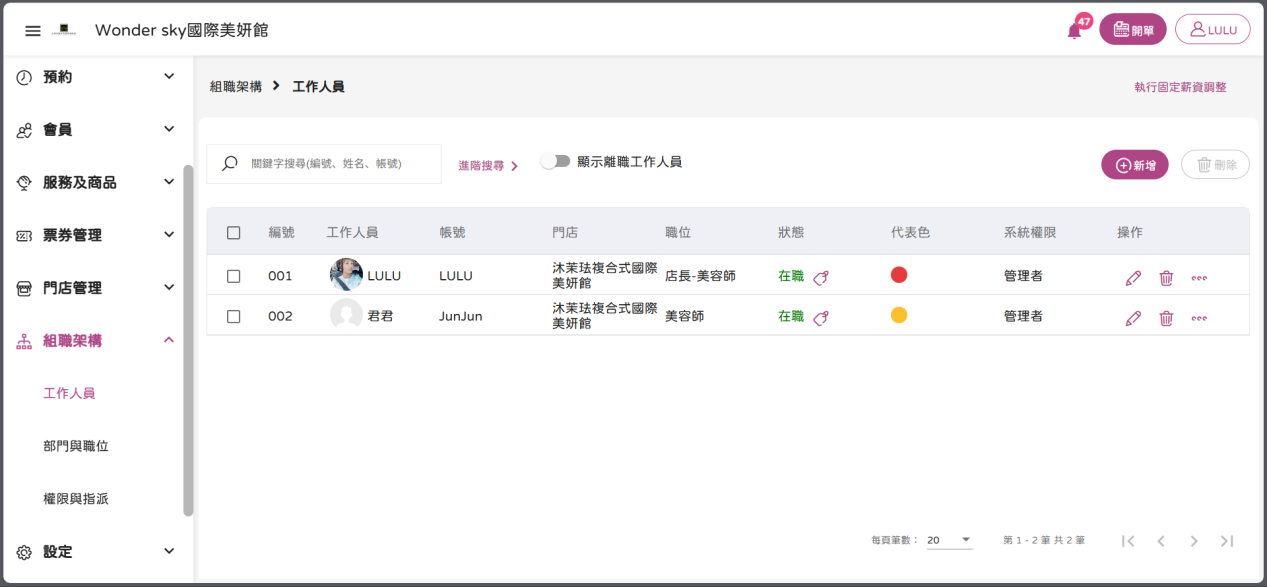 Wonder sky國際美妍館
47
開單
LULU
預約
會員
服務及商品
票券管理
門店管理
組職架構
工作人員
部門與職位
權限與指派
設定
組職架構 工作人員
執行固定薪資調整
關鍵字搜尋(編號、姓名、帳號)
進階搜尋
顯示離職工作人員
新增
刪除
編號 工作人員 帳號 門店 職位 狀態 代表色 系統權限 操作
001 LULU LULU 沐茉珐複合式國際美妍館 店長-美容師 在職 管理者
002 君君 JunJun 沐茉珐複合式國際美妍館 美容師 在職 管理者
每頁筆數： 20 第 1 - 2 筆 共 2 筆